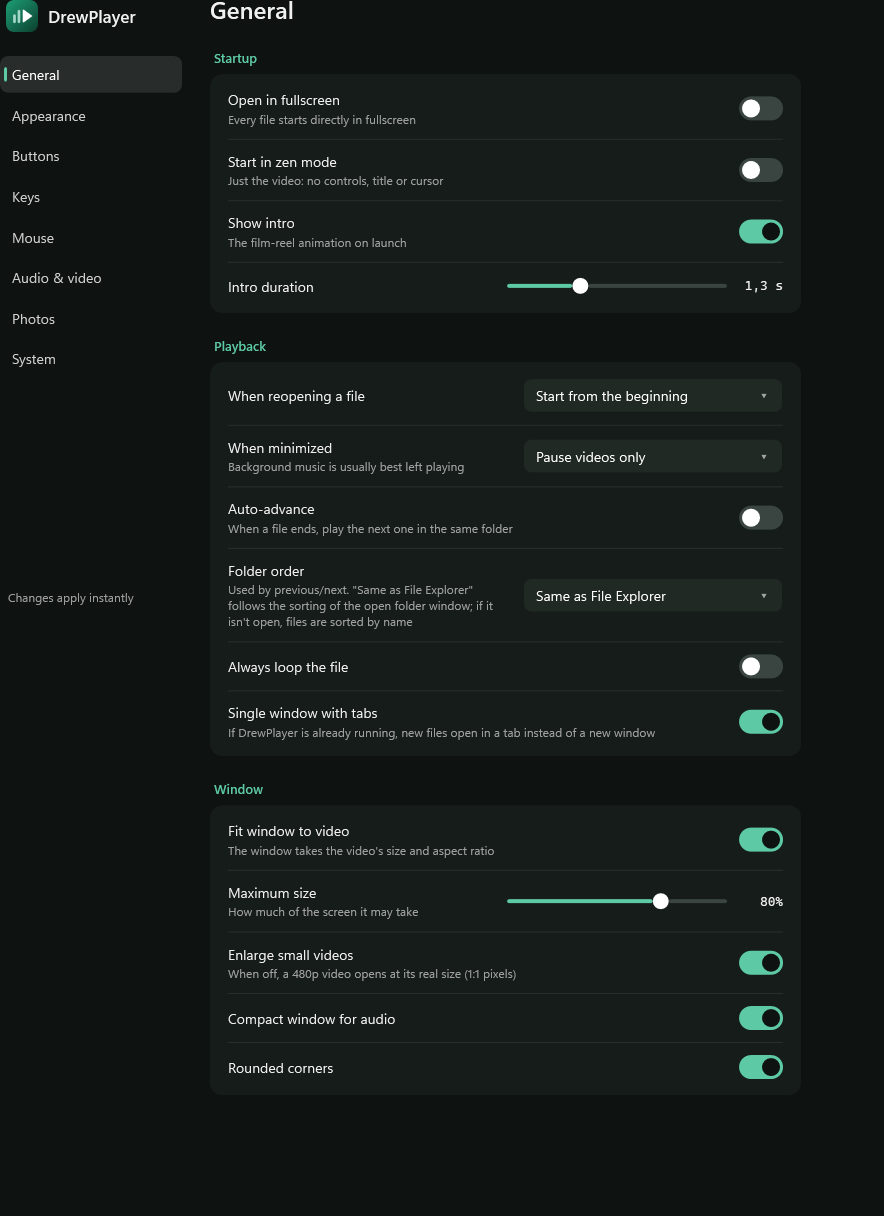 DrewPlayer
General
Appearance
Buttons
Keys
Mouse
Audio & video
Photos
System
Changes apply instantly
General
Startup
Open in fullscreen
Every file starts directly in fullscreen
Start in zen mode
Just the video: no controls, title or cursor
Show intro
The film-reel animation on launch
Intro duration
1,3 s
Playback
When reopening a file
Start from the beginning
When minimized
Background music is usually best left playing
Pause videos only
Auto-advance
When a file ends, play the next one in the same folder
Folder order
Used by previous/next. "Same as File Explorer"
follows the sorting of the open folder window; if it
isn't open, files are sorted by name
Same as File Explorer
Always loop the file
Single window with tabs
If DrewPlayer is already running, new files open in a tab instead of a new window
Window
Fit window to video
The window takes the video's size and aspect ratio
Maximum size
How much of the screen it may take
80%
Enlarge small videos
When off, a 480p video opens at its real size (1:1 pixels)
Compact window for audio
Rounded corners